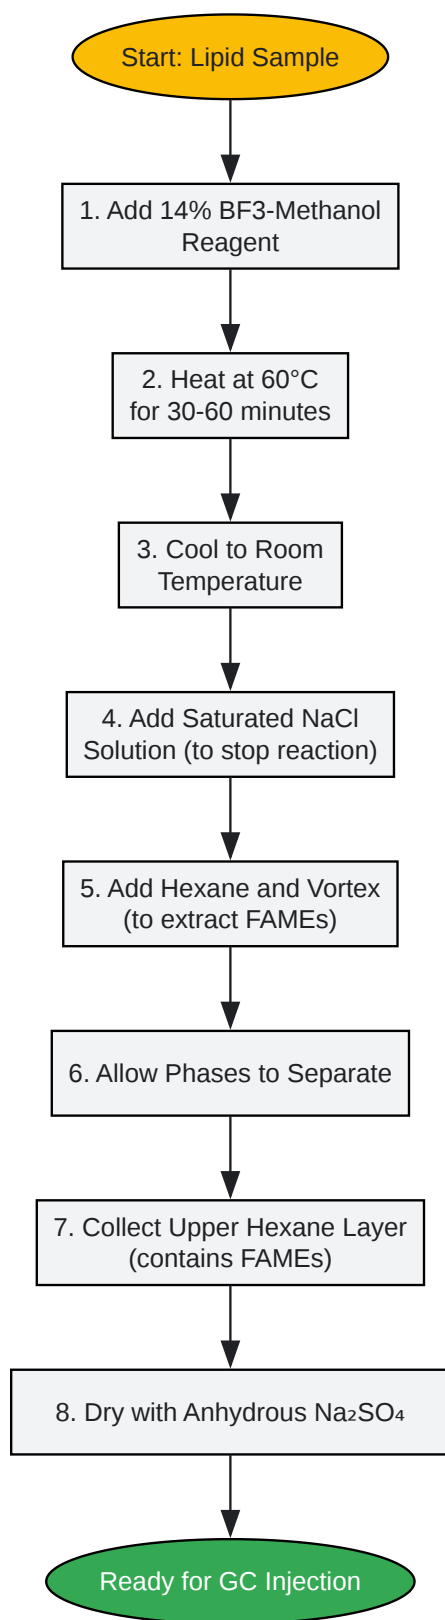 Start: Lipid Sample
1. Add 14% BF3-Methanol
Reagent
2. Heat at 60°C
for 30-60 minutes
3. Cool to Room
Temperature
4. Add Saturated NaCl
Solution (to stop reaction)
5. Add Hexane and Vortex
(to extract FAMEs)
6. Allow Phases to Separate
7. Collect Upper Hexane Layer
(contains FAMEs)
8. Dry with Anhydrous Na₂SO₄
Ready for GC Injection